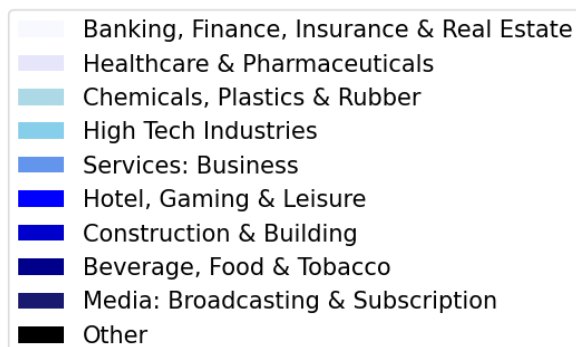 Banking, Finance, Insurance & Real Estate
Healthcare & Pharmaceuticals
Chemicals, Plastics & Rubber
High Tech Industries
Services: Business
Hotel, Gaming & Leisure
Construction & Building
Beverage, Food & Tobacco
Media: Broadcasting & Subscription
Other